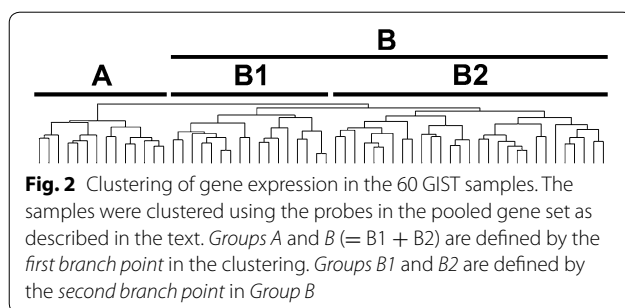 B
A B1 B2
Fig. 2 Clustering of gene expression in the 60 GIST samples. The
samples were clustered using the probes in the pooled gene set as
described in the text. Groups A and B (= B1 + B2) are defined by the
first branch point in the clustering. Groups B1 and B2 are defined by
the second branch point in Group B